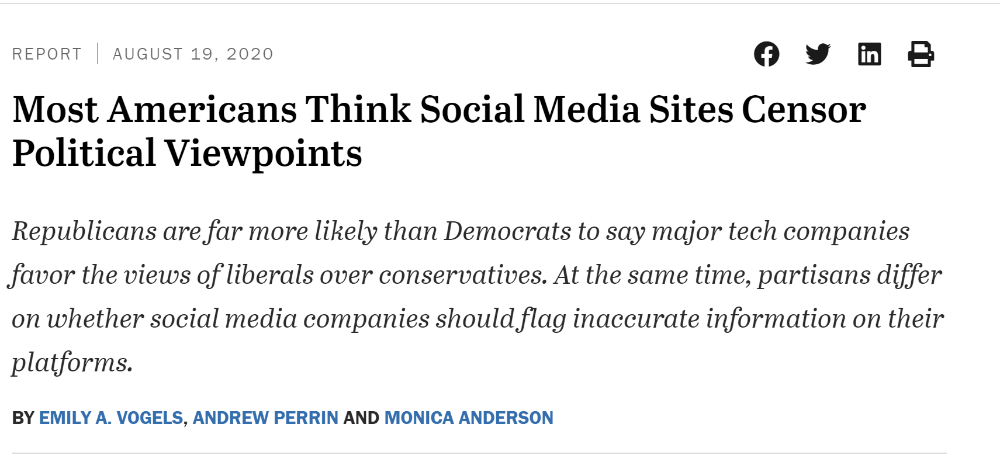 REPORT | AUGUST 19, 2020
Most Americans Think Social Media Sites Censor
Political Viewpoints
Republicans are far more likely than Democrats to say major tech companies
favor the views of liberals over conservatives. At the same time, partisans differ
on whether social media companies should flag inaccurate information on their
platforms.
BY EMILY A. VOGELS, ANDREW PERRIN AND MONICA ANDERSON